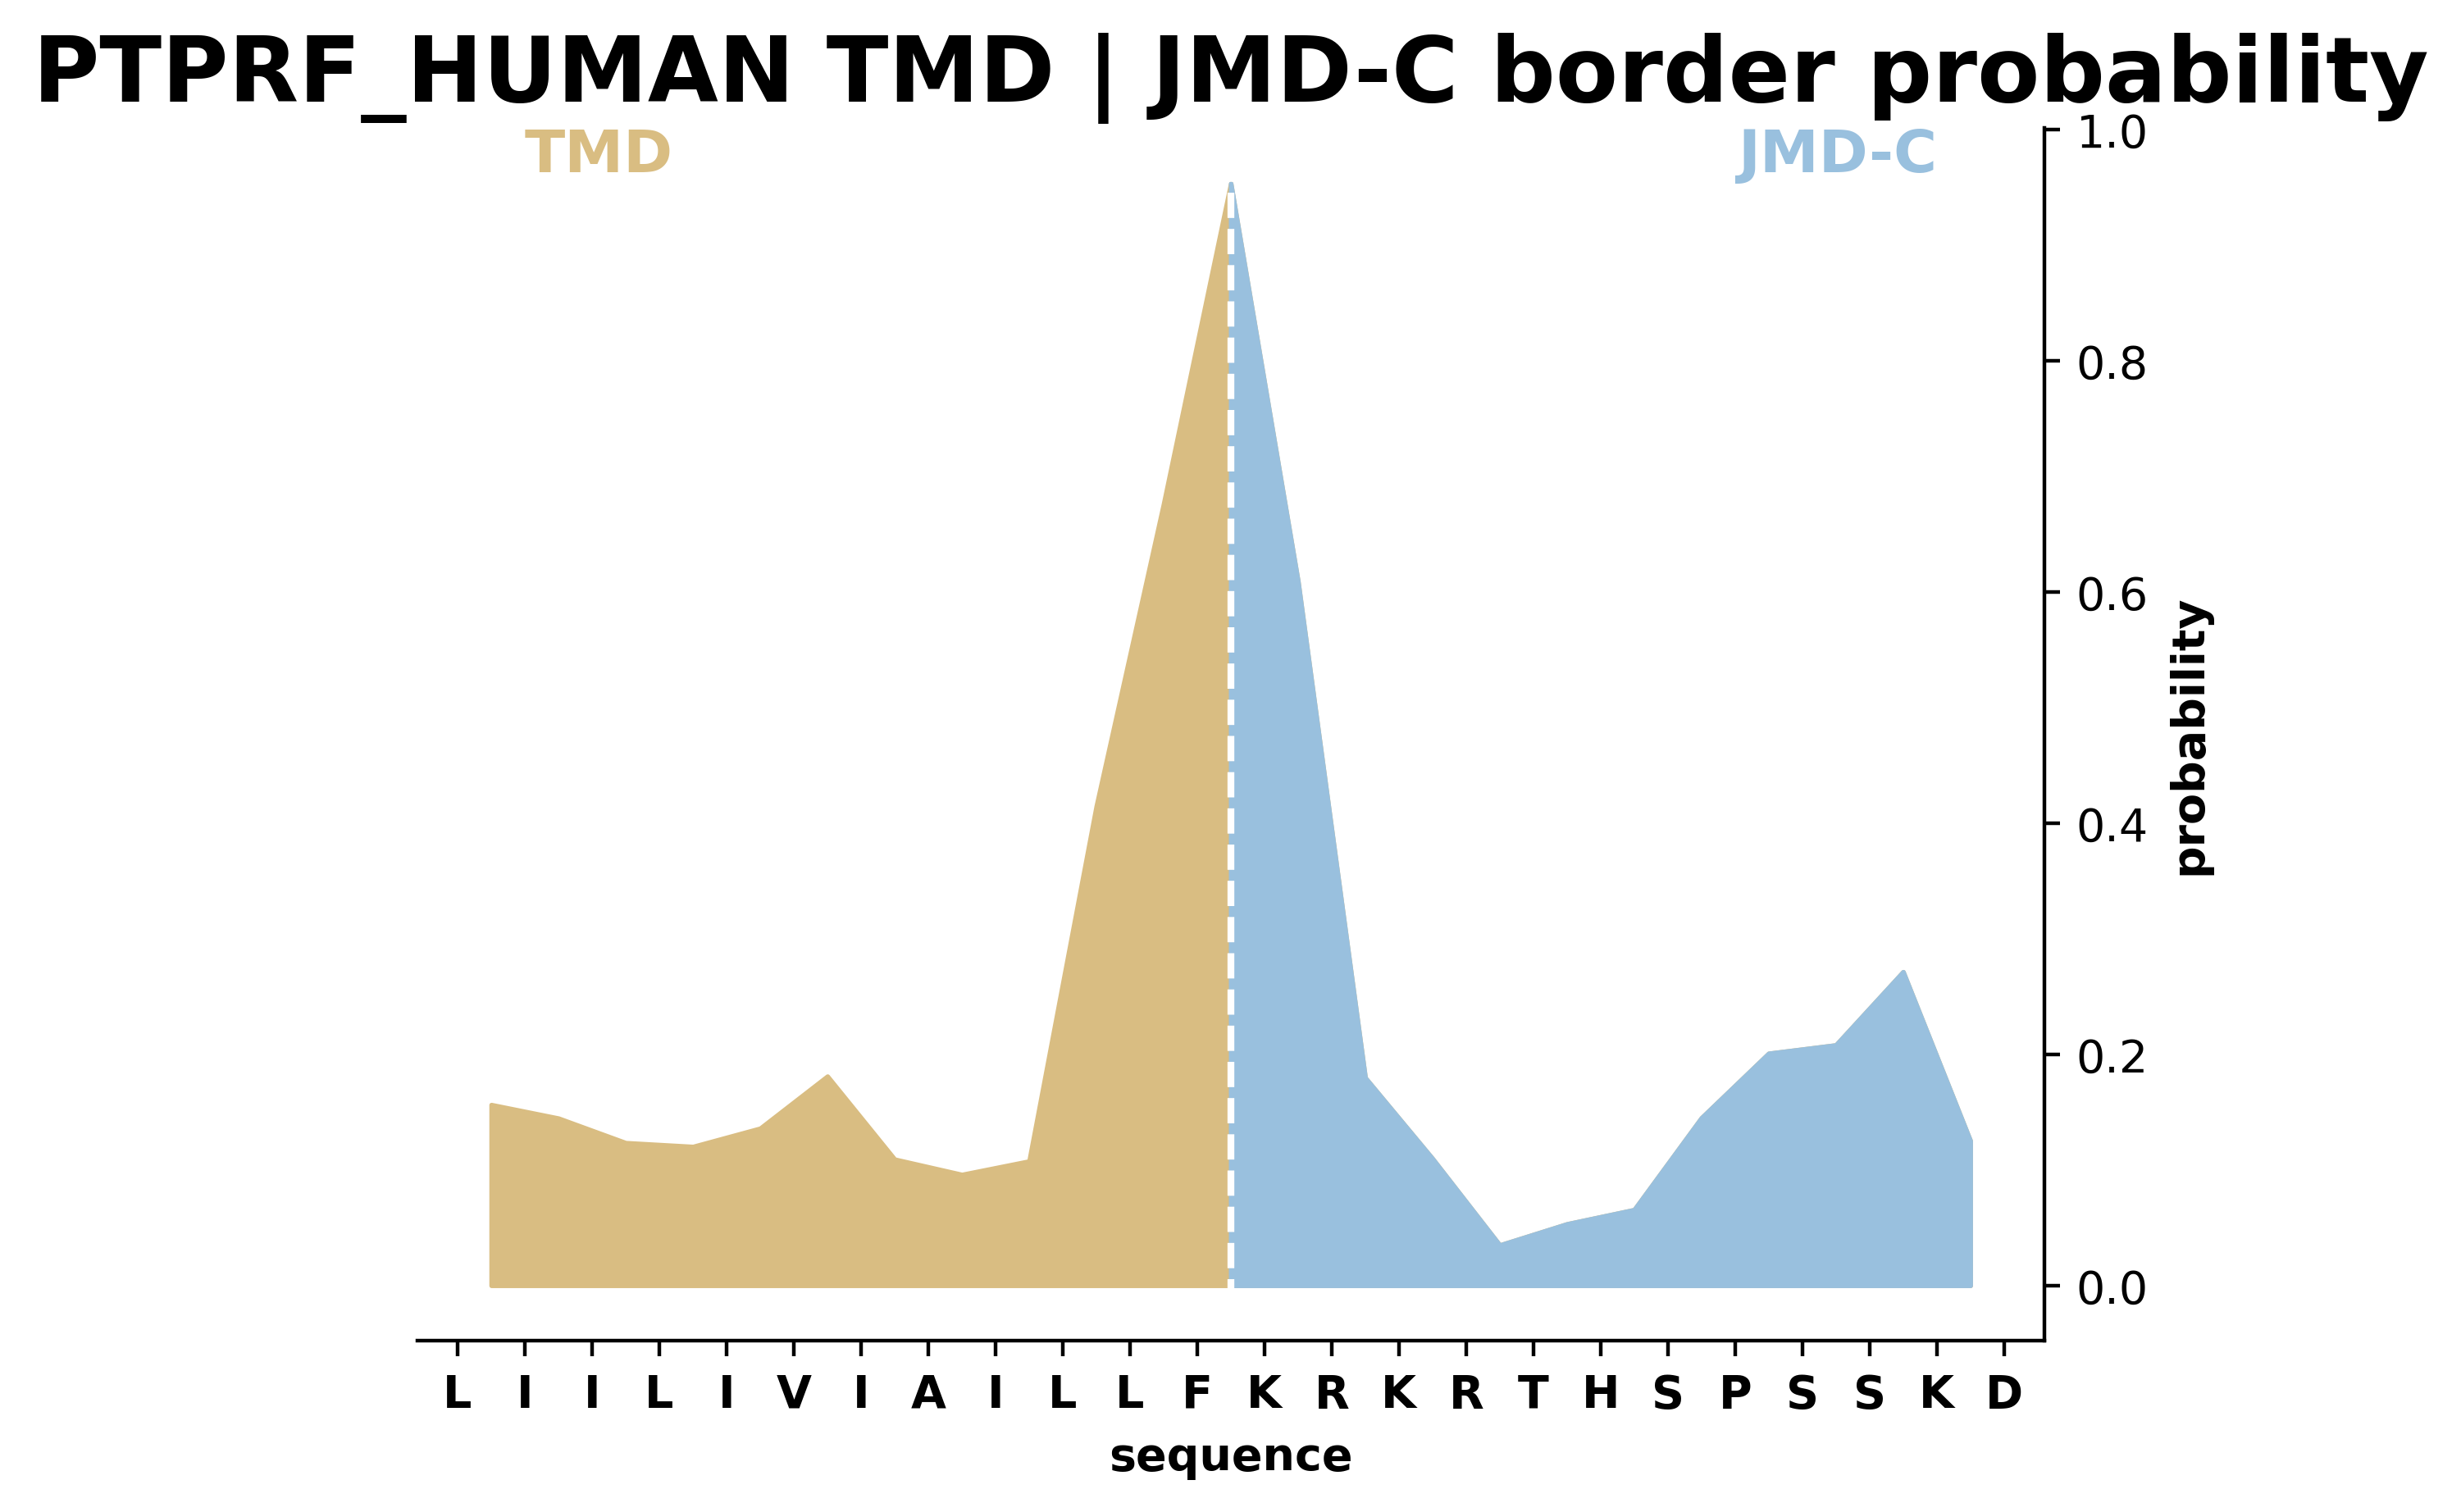 PTPRF_HUMAN TMD | JMD-C border probability
TMD
JMD-C
1.0
0.8
0.6
0.4
0.2
0.0
probability
L I I L I V I A I L L F K R K R T H S P S S K D
sequence